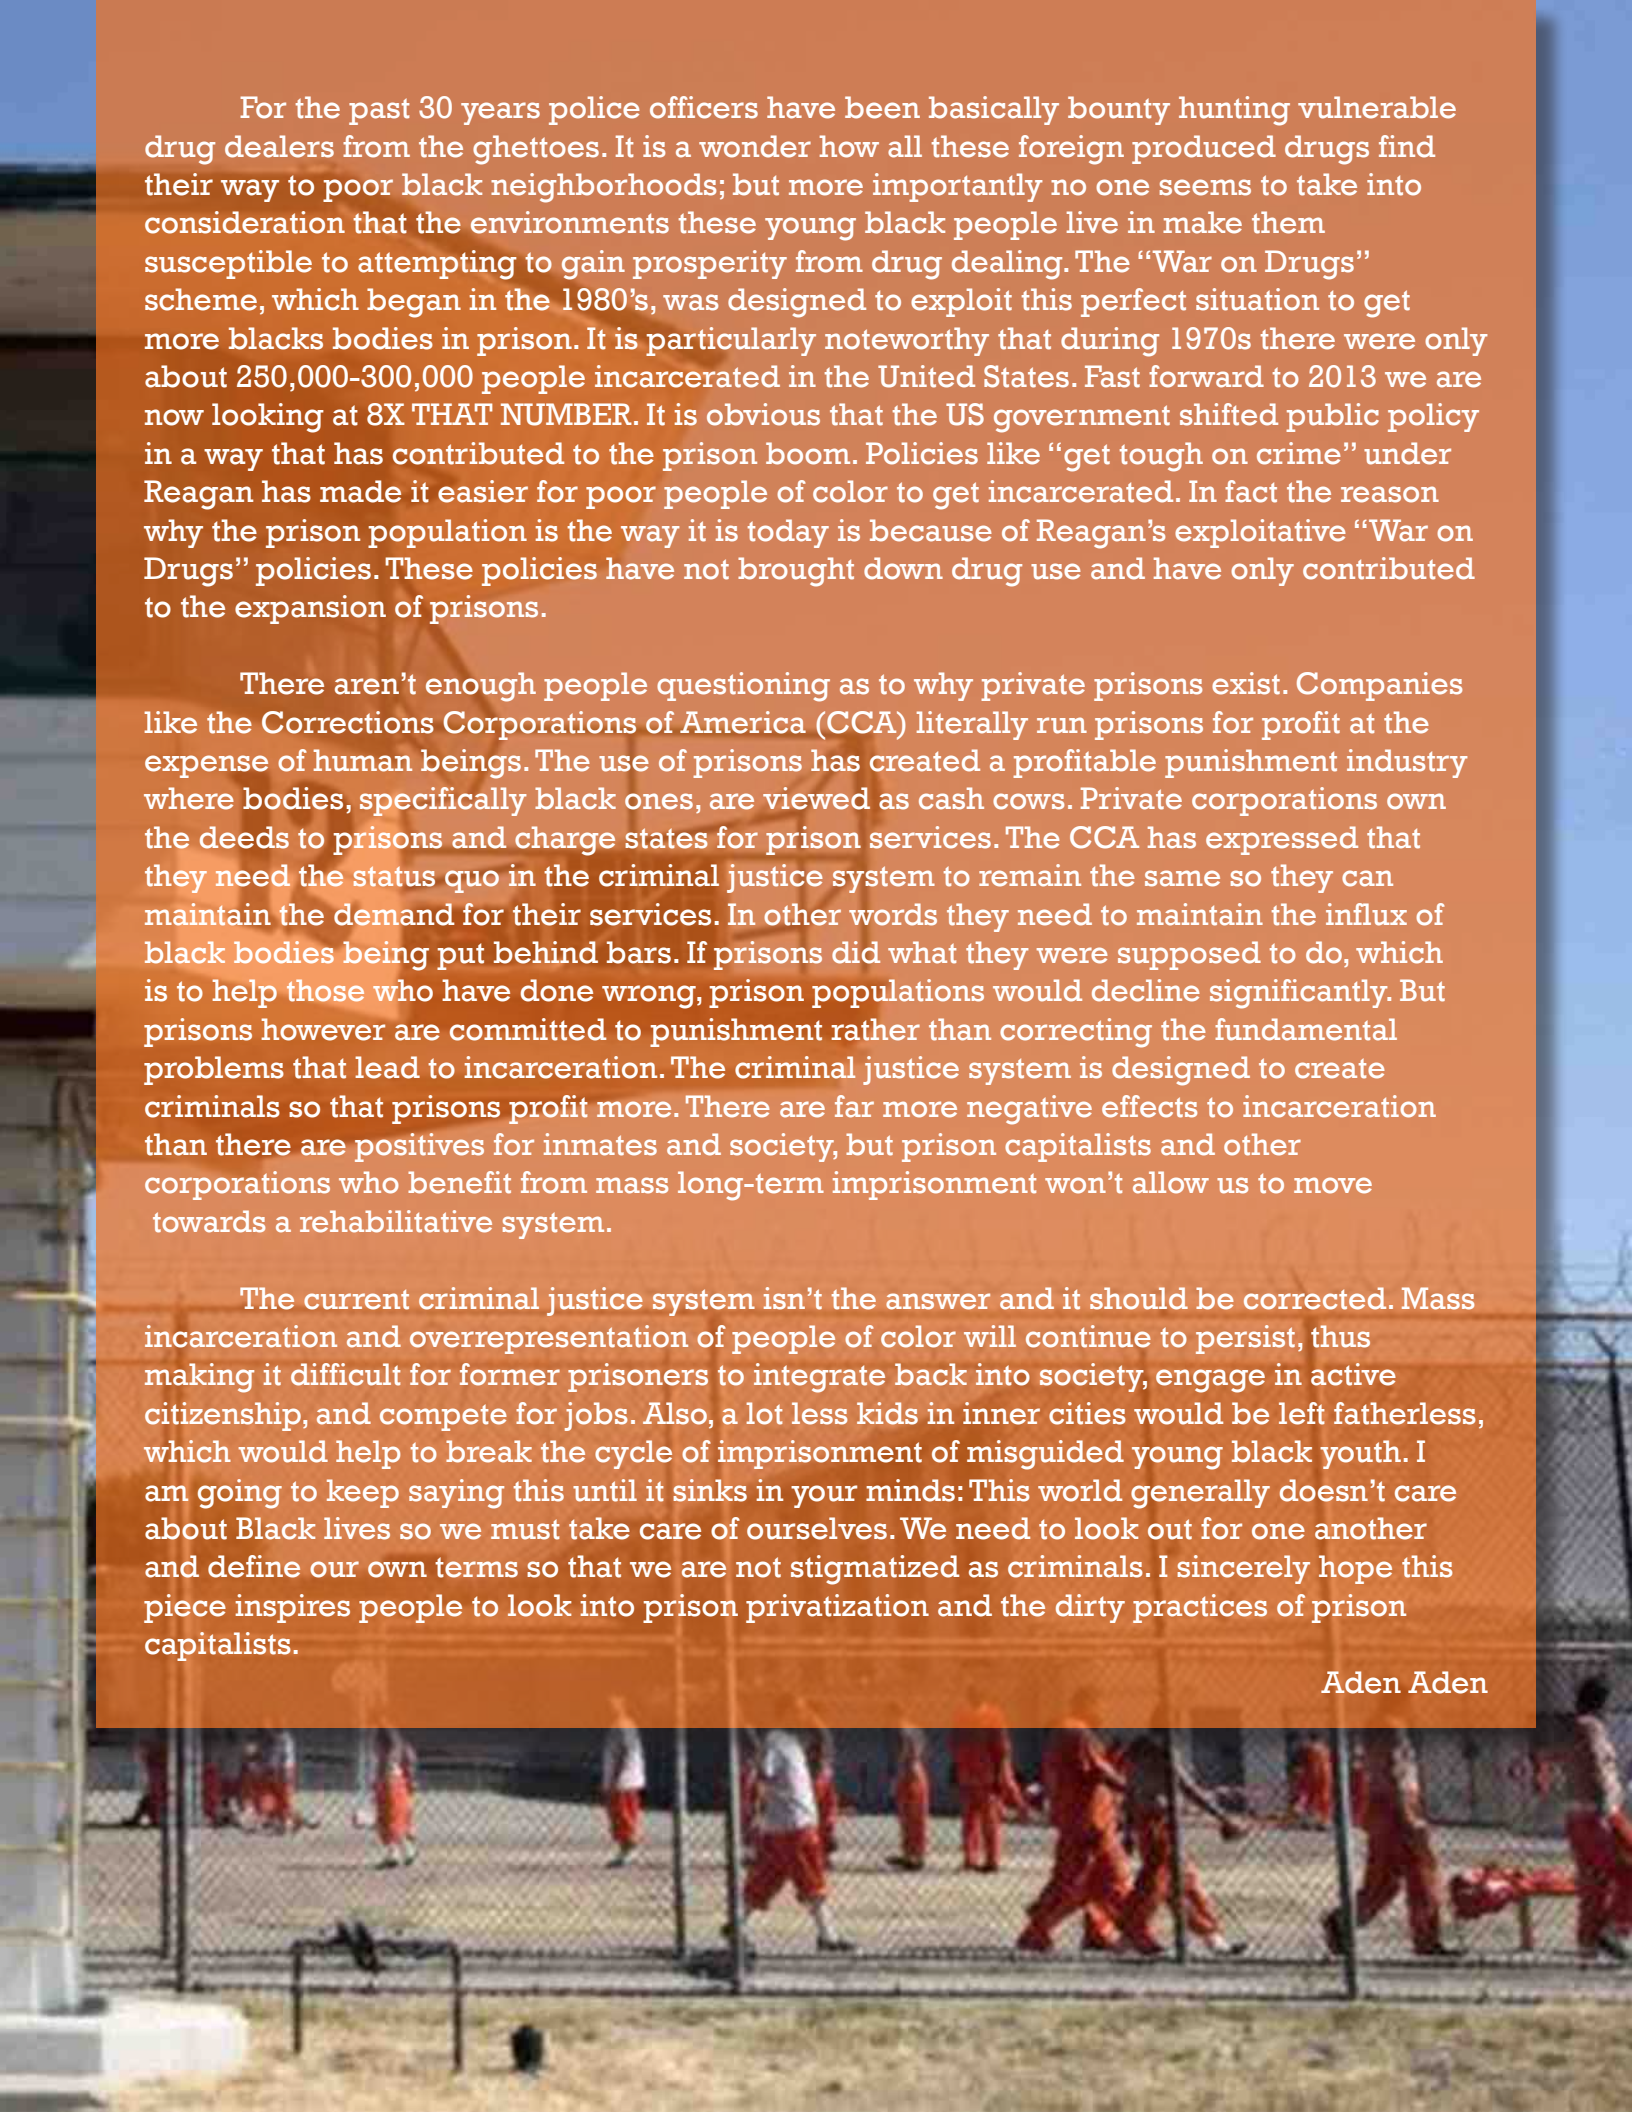 For the past 30 years police officers have been basically bounty hunting vulnerable
drug dealers from the ghettoes. It is a wonder how all these foreign produced drugs find
their way to poor black neighborhoods; but more importantly no one seems to take into
consideration that the environments these young black people live in make them
susceptible to attempting to gain prosperity from drug dealing. The “War on Drugs”
scheme, which began in the 1980’s, was designed to exploit this perfect situation to get
more blacks bodies in prison. It is particularly noteworthy that during 1970s there were only
about 250,000-300,000 people incarcerated in the United States. Fast forward to 2013 we are
now looking at 8X THAT NUMBER. It is obvious that the US government shifted public policy
in a way that has contributed to the prison boom. Policies like “get tough on crime” under
Reagan has made it easier for poor people of color to get incarcerated. In fact the reason
why the prison population is the way it is today is because of Reagan’s exploitative “War on
Drugs” policies. These policies have not brought down drug use and have only contributed
to the expansion of prisons.
There aren’t enough people questioning as to why private prisons exist. Companies
like the Corrections Corporations of America (CCA) literally run prisons for profit at the
expense of human beings. The use of prisons has created a profitable punishment industry
where bodies, specifically black ones, are viewed as cash cows. Private corporations own
the deeds to prisons and charge states for prison services. The CCA has expressed that
they need the status quo in the criminal justice system to remain the same so they can
maintain the demand for their services. In other words they need to maintain the influx of
black bodies being put behind bars. If prisons did what they were supposed to do, which
is to help those who have done wrong, prison populations would decline significantly. But
prisons however are committed to punishment rather than correcting the fundamental
problems that lead to incarceration. The criminal justice system is designed to create
criminals so that prisons profit more. There are far more negative effects to incarceration
than there are positives for inmates and society, but prison capitalists and other
corporations who benefit from mass long-term imprisonment won’t allow us to move
towards a rehabilitative system.
The current criminal justice system isn’t the answer and it should be corrected. Mass
incarceration and overrepresentation of people of color will continue to persist, thus
making it difficult for former prisoners to integrate back into society, engage in active
citizenship, and compete for jobs. Also, a lot less kids in inner cities would be left fatherless,
which would help to break the cycle of imprisonment of misguided young black youth. I
am going to keep saying this until it sinks in your minds: This world generally doesn’t care
about Black lives so we must take care of ourselves. We need to look out for one another
and define our own terms so that we are not stigmatized as criminals. I sincerely hope this
piece inspires people to look into prison privatization and the dirty practices of prison
capitalists.
Aden Aden